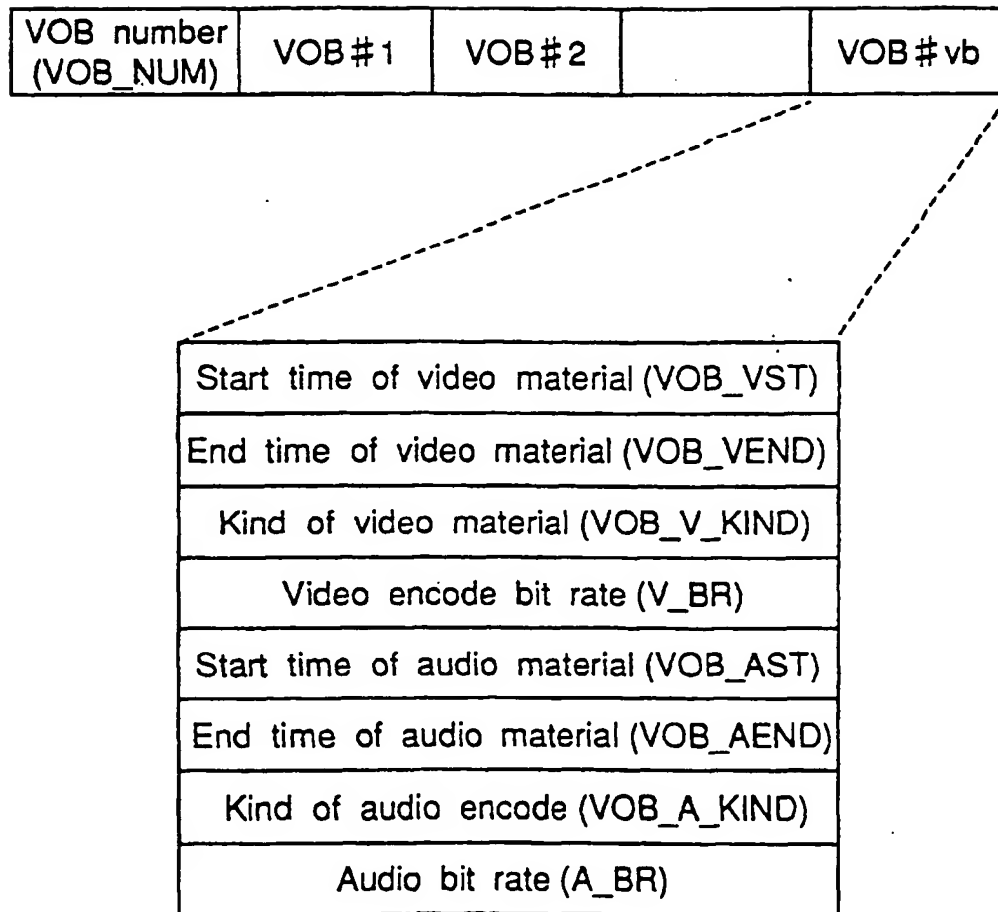 VOB number
(VOB_NUM)
VOB#1
VOB#2
VOB#vb
Start time of video material (VOB_VST)
End time of video material (VOB_VEND)
Kind of video material (VOB_V_KIND)
Video encode bit rate (V_BR)
Start time of audio material (VOB_AST)
End time of audio material (VOB_AEND)
Kind of audio encode (VOB_A_KIND)
Audio bit rate (A_BR)